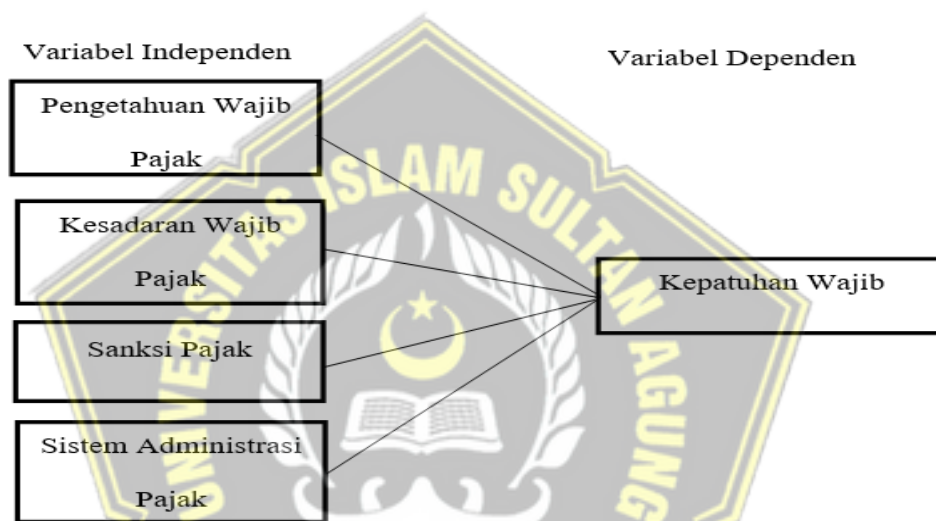 Variabel Independen
Variabel Dependen
Pengetahuan Wajib
Pajak
Kesadaran Wajib
Pajak
Sanksi Pajak
Sistem Administrasi
Pajak
Kepatuhan Wajib
UNIVERSITAS ISLAM SULTAN AGUNG